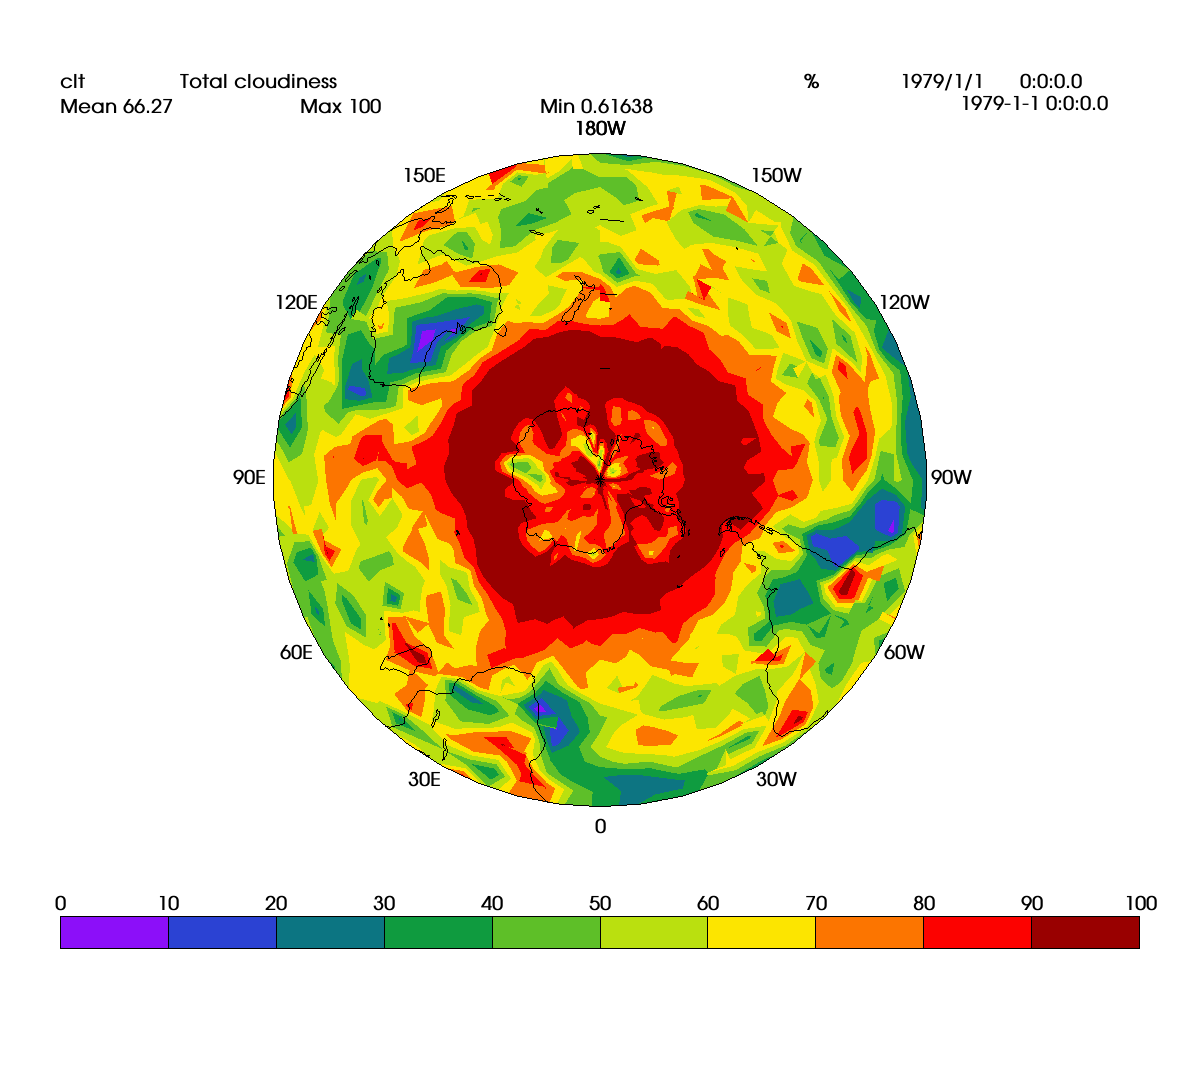 clt Total cloudiness % 1979/1/1 0:0:0.0
1979-1-1 0:0:0.0
Mean 66.27 Max 100 Min 0.61638
180W
150E 150W
120E 120W
90E 90W
60E 60W
30E 30W
0
0 10 20 30 40 50 60 70 80 90 100